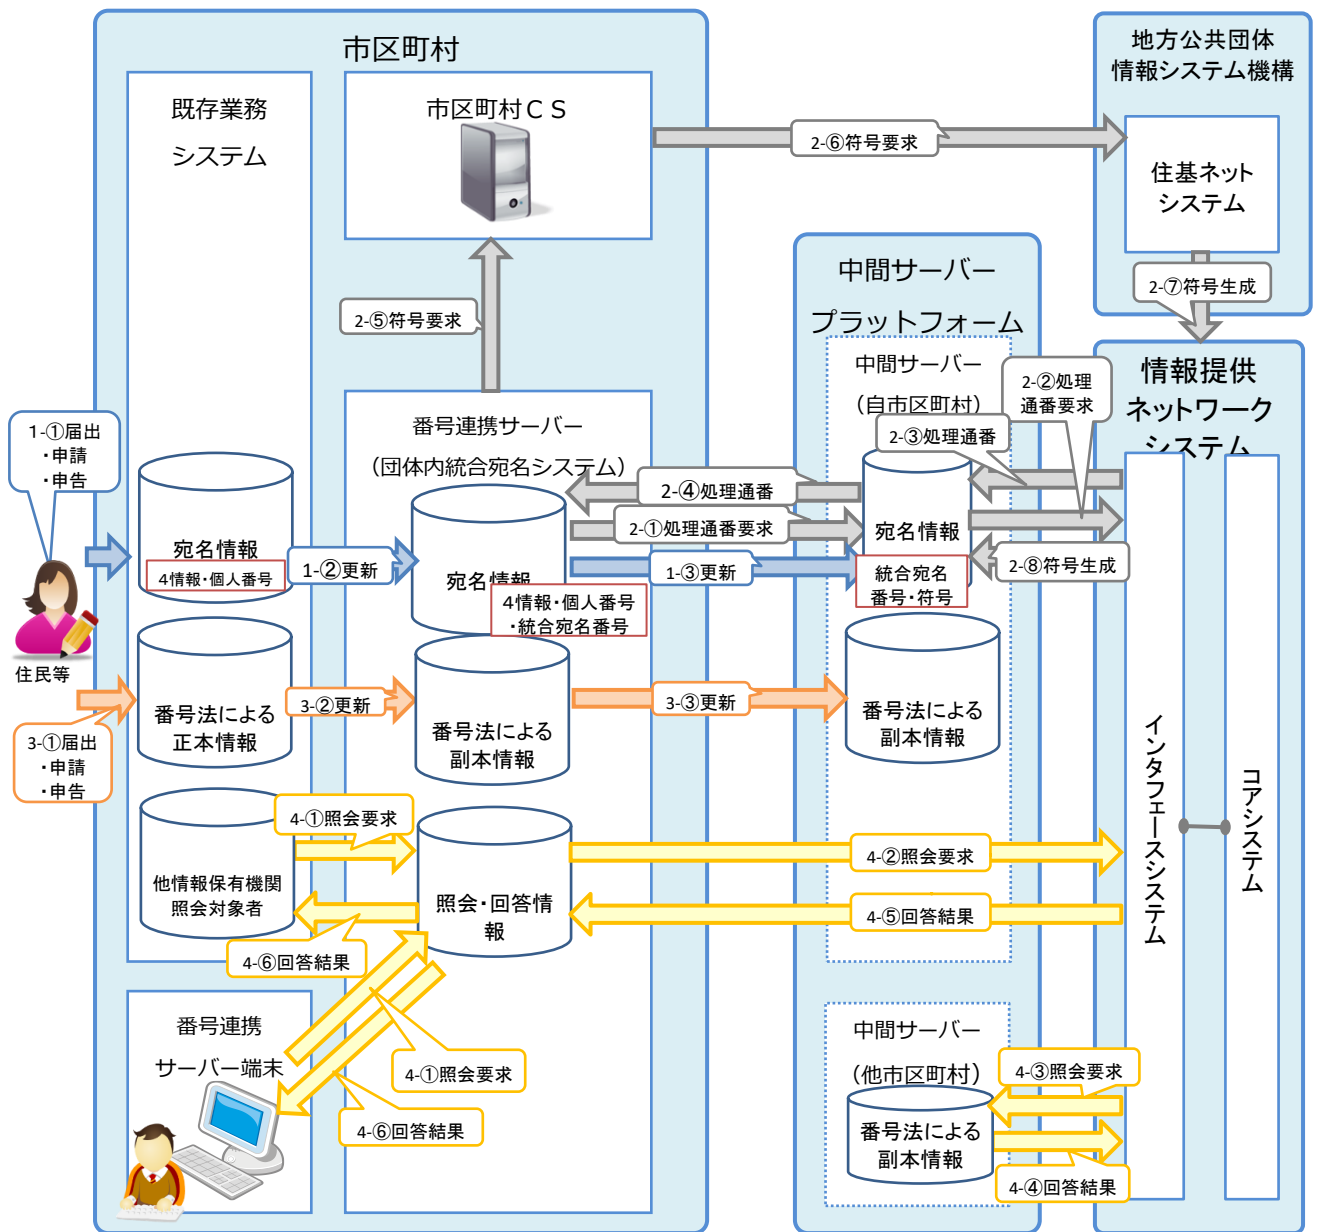 市区町村
既存業務
システム
市区町村ＣＳ
地方公共団体
情報システム機構
2-⑥符号要求
住基ネット
システム
中間サーバー
プラットフォーム
2-⑦符号生成
2-⑤符号要求
中間サーバー
（自市区町村）
情報提供
ネットワーク
システム
2-②処理
通番要求
2-③処理通番
1-①届出
・申請
・申告
番号連携サーバー
（団体内統合宛名システム）
2-④処理通番
2-①処理通番要求
宛名情報
4情報・個人番号
1-②更新
宛名情報
4情報・個人番号
・統合宛名番号
1-③更新
宛名情報
統合宛名
番号・符号
2-⑧符号生成
住民等
3-①届出
・申請
・申告
番号法による
正本情報
3-②更新
番号法による
副本情報
3-③更新
番号法による
副本情報
インタフェースシステム
コアシステム
4-①照会要求
他情報保有機関
照会対象者
照会・回答情
報
4-②照会要求
4-⑤回答結果
4-⑥回答結果
番号連携
サーバー端末
4-①照会要求
4-⑥回答結果
中間サーバー
（他市区町村）
4-③照会要求
番号法による
副本情報
4-④回答結果